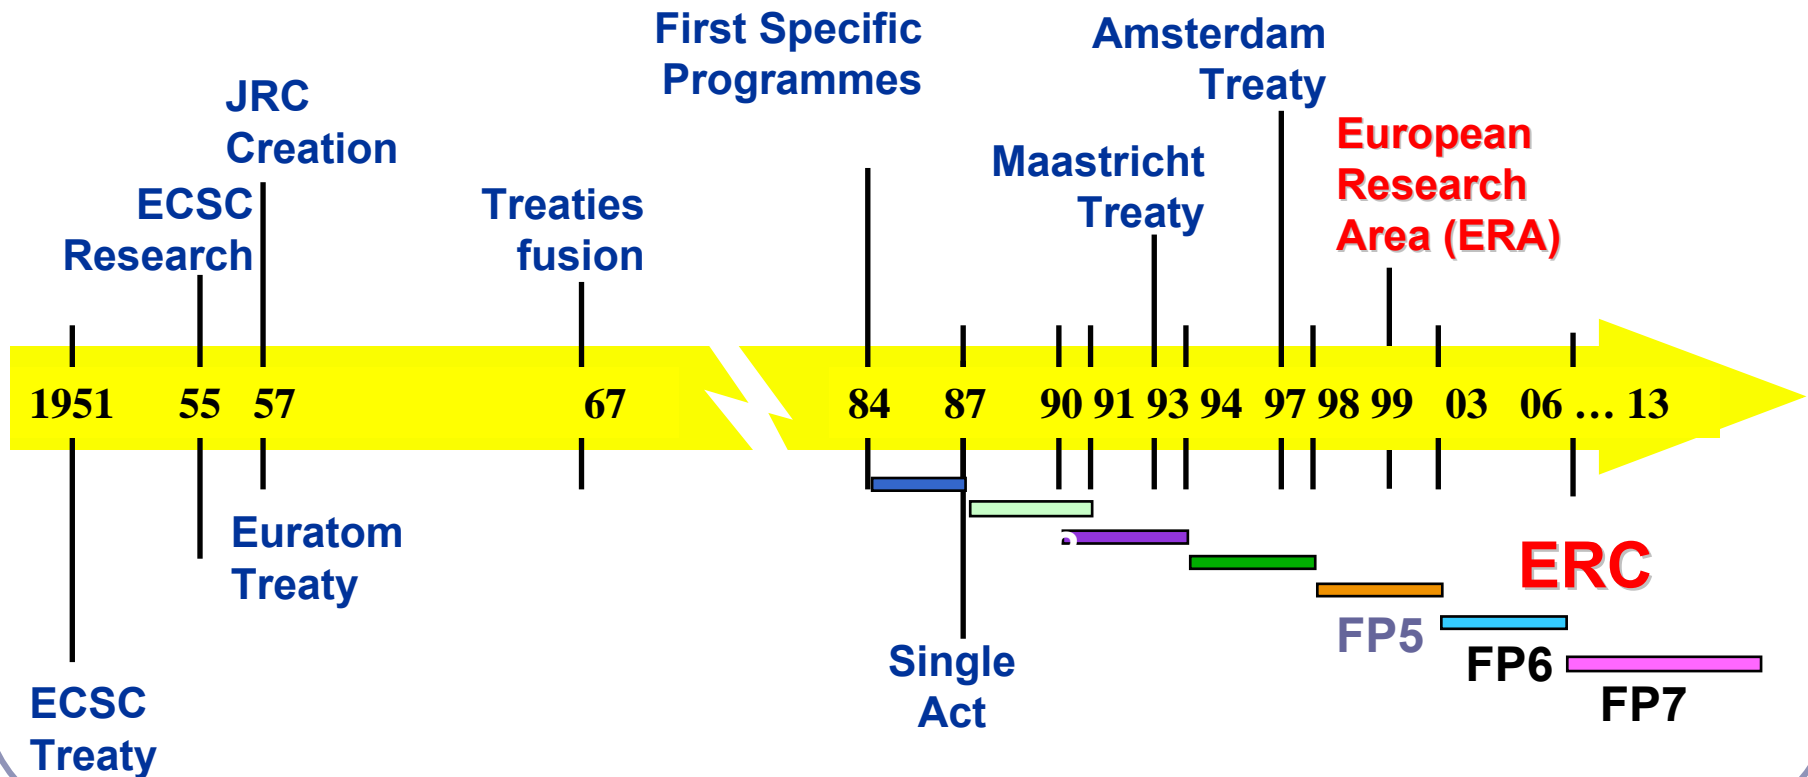 First Specific
Programmes
Amsterdam
Treaty
JRC
Creation
European
Research
Area (ERA)
Maastricht
Treaty
ECSC
Research
Treaties
fusion
1951 55 57 67 84 87 90 91 93 94 97 98 99 03 06 ... 13
Euratom
Treaty
ERC
FP5
FP6
FP7
Single
Act
ECSC
Treaty